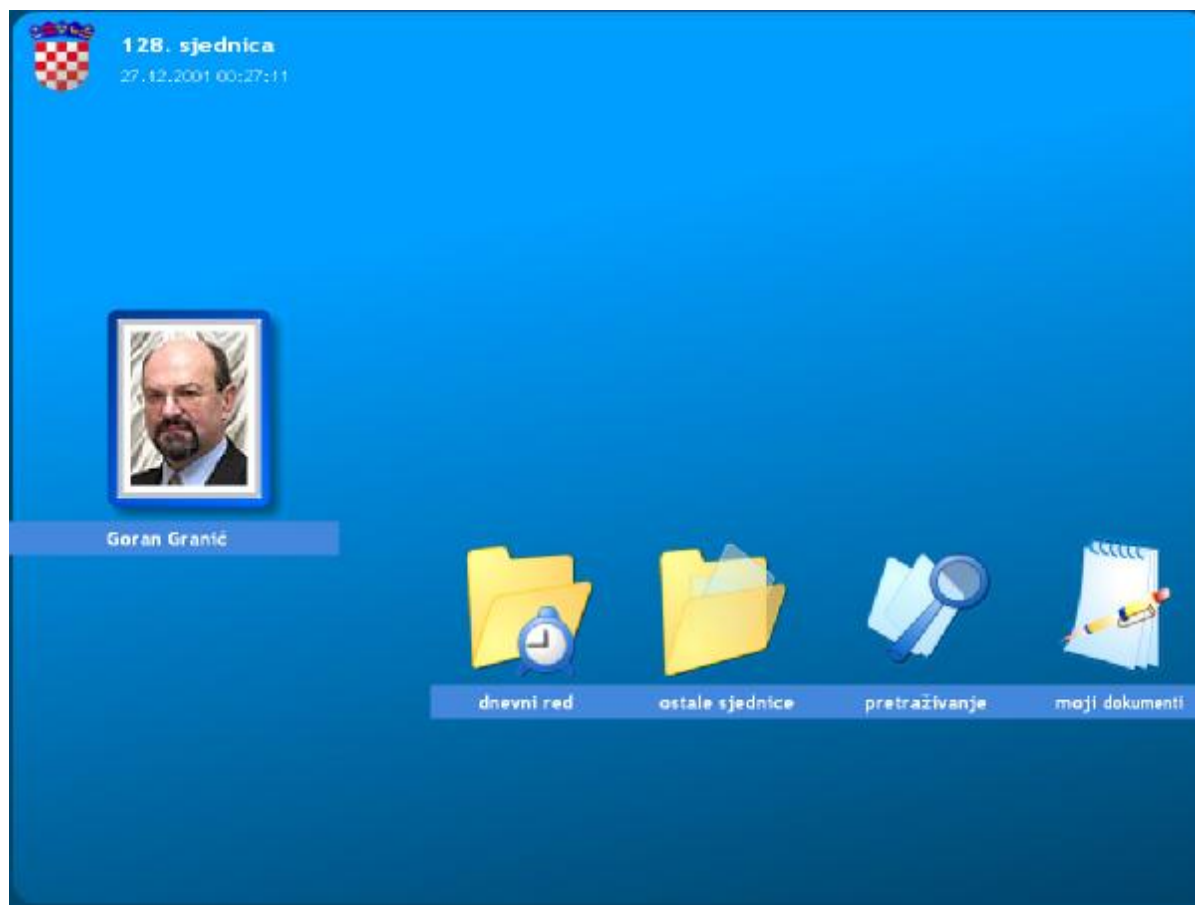 128. sjednica
27.12.2001 00:27:11
Goran Granić
dnevni red
ostale sjednice
pretraživanje
moji dokumenti